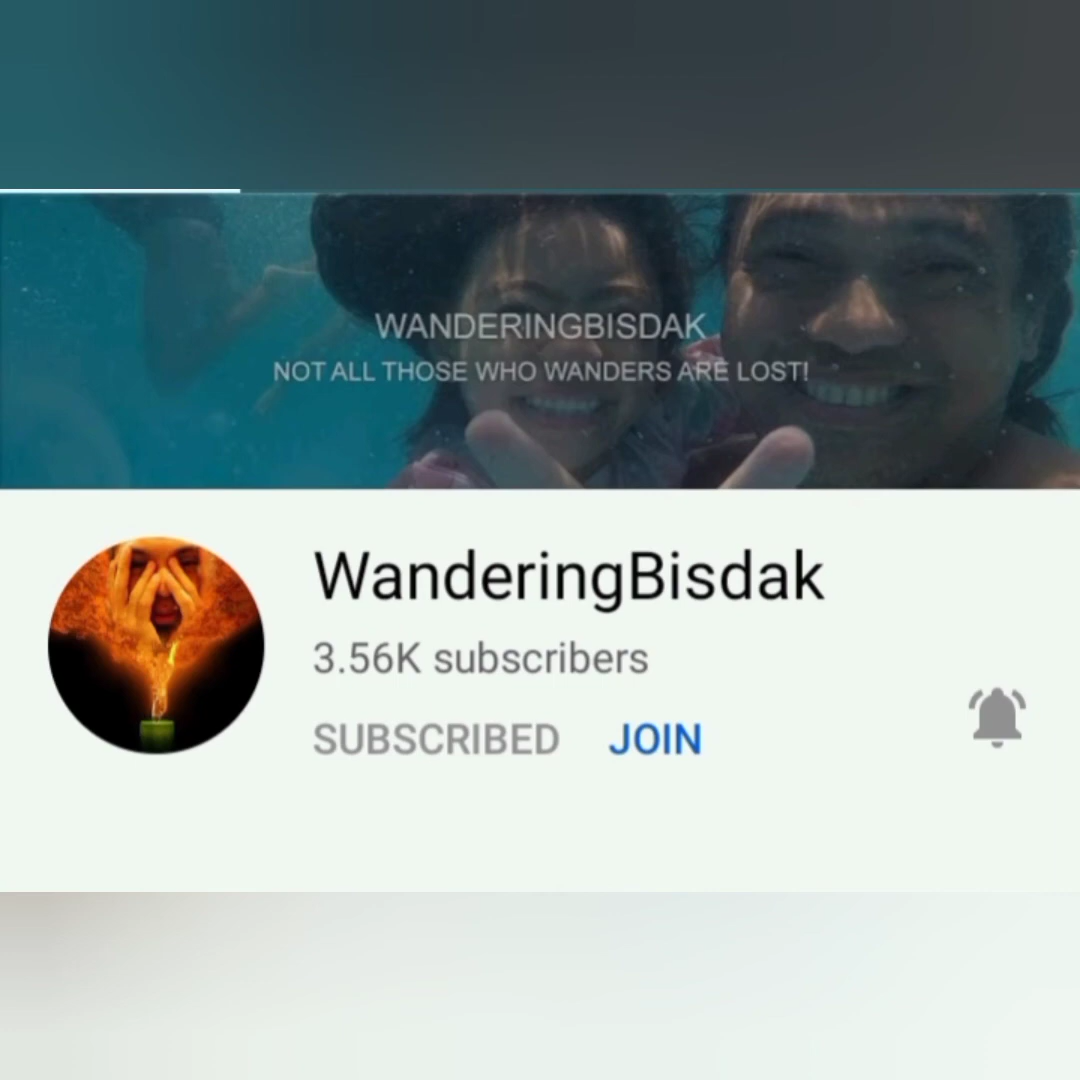 WANDERINGBISDAK
NOT ALL THOSE WHO WANDERS ARE LOST!
WanderingBisdak
3.56K subscribers
SUBSCRIBED JOIN